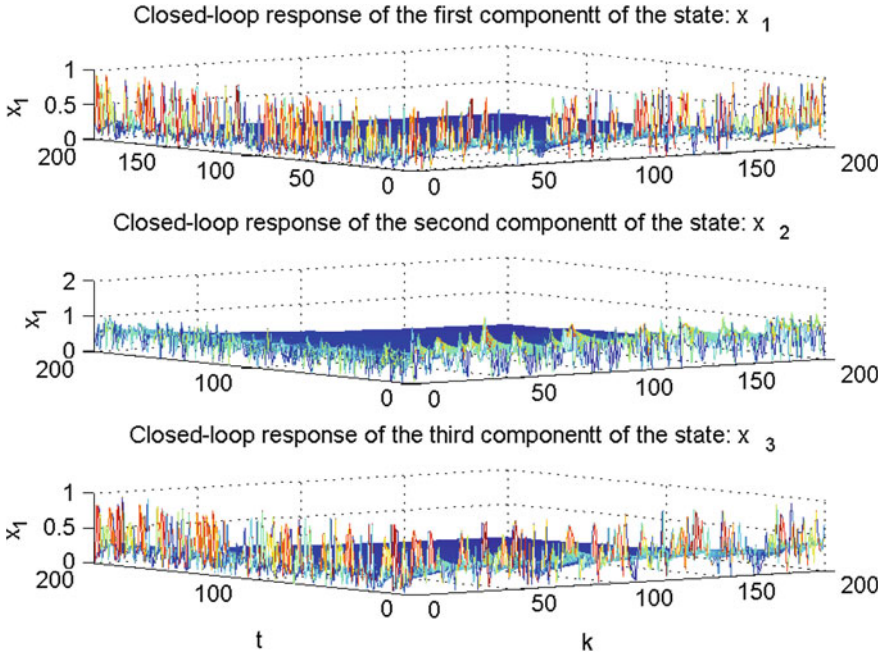 Closed-loop response of the first componentt of the state: x 1
1
0.5
0
x1
200 150 100 50 0 0 50 100 150 200
Closed-loop response of the second componentt of the state: x 2
2
1
0
x1
200 100 0 0 50 100 150 200
Closed-loop response of the third componentt of the state: x 3
1
0.5
0
x1
200 100 0 0 50 100 150 200
t k